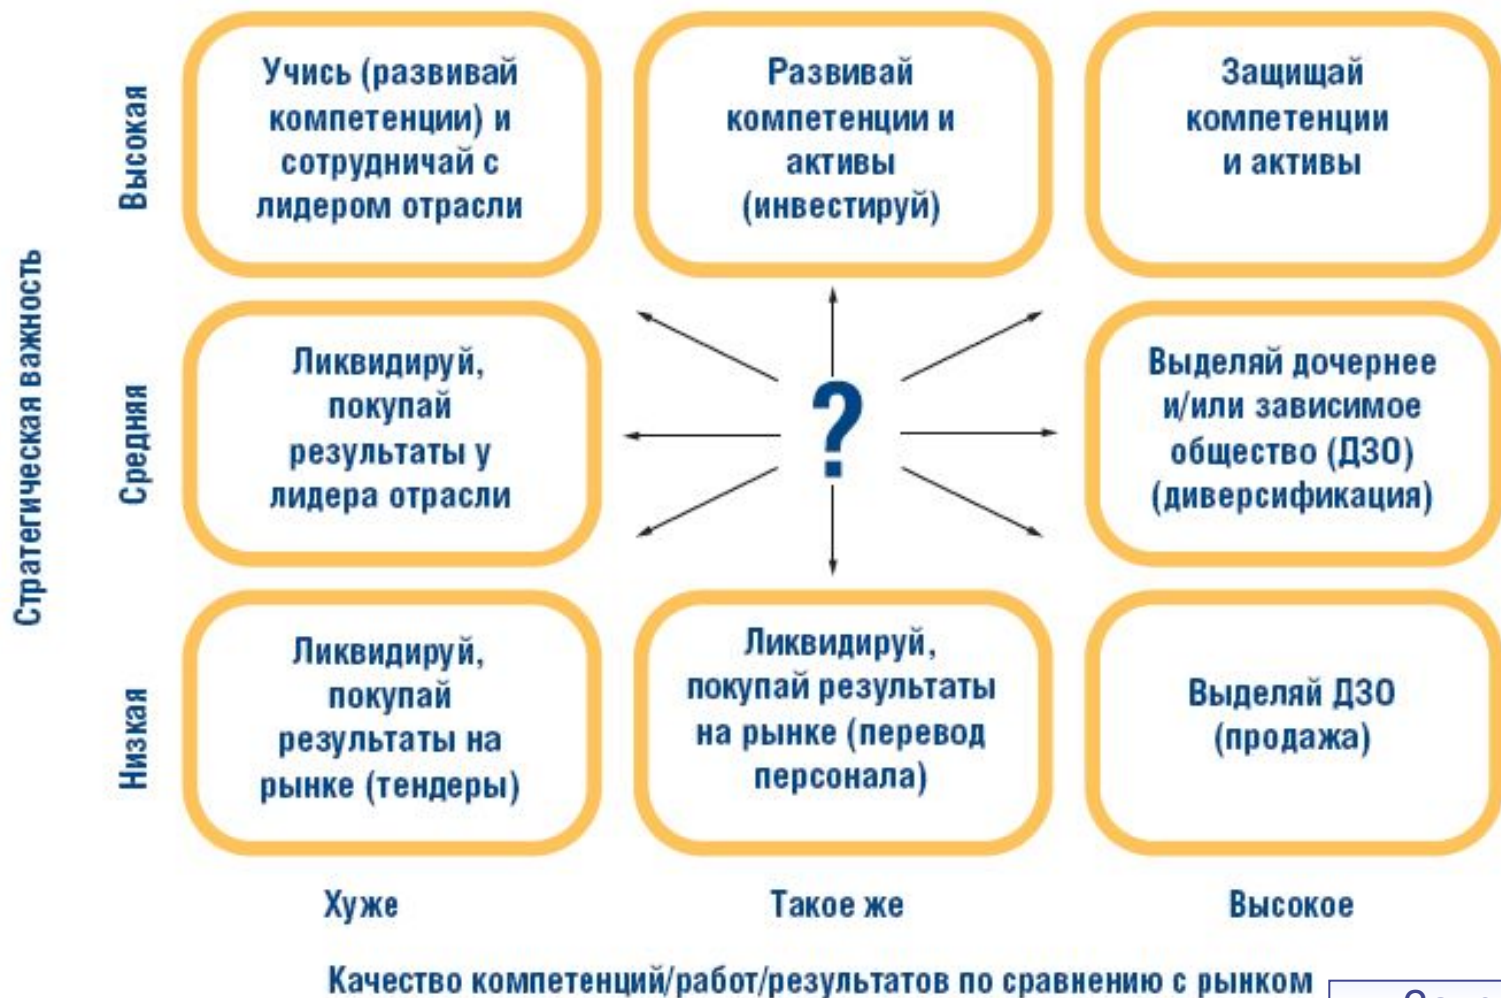 Стратегическая важность
Высокая
Учись (развивай
компетенции) и
сотрудничай с
лидером отрасли
Развивай
компетенции и
активы
(инвестируй)
Защищай
компетенции
и активы
Средняя
Ликвидируй,
покупай
результаты у
лидера отрасли
?
Выделяй дочернее
и/или зависимое
общество (ДЗО)
(диверсификация)
Низкая
Ликвидируй,
покупай
результаты на
рынке (тендеры)
Ликвидируй,
покупай результаты
на рынке (перевод
персонала)
Выделяй ДЗО
(продажа)
Хуже
Такое же
Высокое
Качество компетенций/работ/результатов по сравнению с рынком